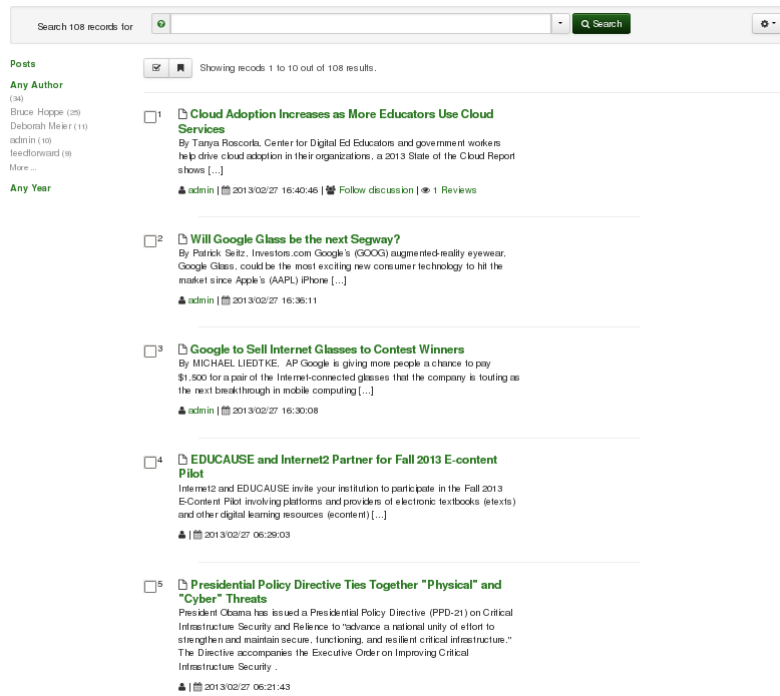 Search 108 records for
Search
Posts
Any Author
(34)
Bruce Hoppe (25)
Deborah Meier (11)
admin (10)
feedforward (9)
More ...
Any Year
Showing recods 1 to 10 out of 108 results.
1
Cloud Adoption Increases as More Educators Use Cloud
Services
By Tanya Roscorla, Center for Digital Ed Educators and government workers
help drive cloud adoption in their organizations, a 2013 State of the Cloud Report
shows […]
admin | 2013/02/27 16:40:46 | Follow discussion | 1 Reviews
2
Will Google Glass be the next Segway?
By Patrick Seitz, Investors.com Google's (GOOG) augmented-reality eyewear,
Google Glass, could be the most exciting new consumer technology to hit the
market since Apple's (AAPL) iPhone […]
admin | 2013/02/27 16:36:11
3
Google to Sell Internet Glasses to Contest Winners
By MICHAEL LIEDTKE, AP Google is giving more people a chance to pay
$1,500 for a pair of the Internet-connected glasses that the company is touting as
the next breakthrough in mobile computing […]
admin | 2013/02/27 16:30:08
4
EDUCAUSE and Internet2 Partner for Fall 2013 E-content
Pilot
Internet2 and EDUCAUSE invite your institution to participate in the Fall 2013
E-Content Pilot involving platforms and providers of electronic textbooks (etexts)
and other digital learning resources (econtent) […]
| 2013/02/27 06:29:03
5
Presidential Policy Directive Ties Together "Physical" and
"Cyber" Threats
President Obama has issued a Presidential Policy Directive (PPD-21) on Critical
Infrastructure Security and Relience to "advance a national unity of effort to
strengthen and maintain secure, functioning, and resilient critical infrastructure."
The Directive accompanies the Executive Order on Improving Critical
Infrastructure Security .
| 2013/02/27 06:21:43